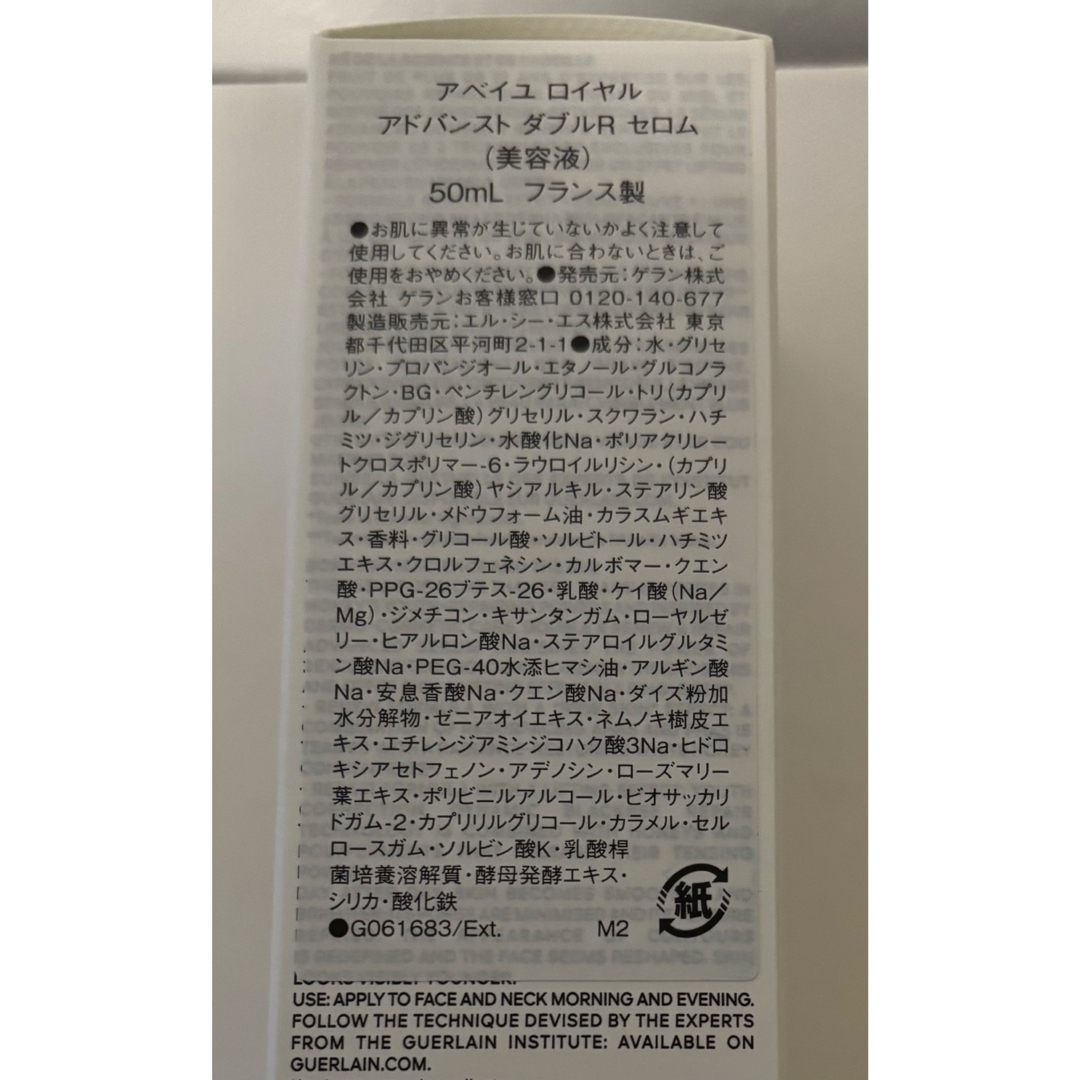 アベイユ ロイヤル
アドバンスト ダブルR セロム
(美容液)
50mL フランス製
●お肌に異常が生じていないかよく注意して
使用してください。お肌に合わないときは、ご
使用をおやめください。●発売元:ゲラン株式
会社 ゲランお客様窓口 0120-140-677
製造販売元:エル・シー・エス株式会社 東京
都千代田区平河町2-1-1●成分:水・グリセ
リン・プロパンジオール・エタノール・グルコノラ
クトン・BG・ペンチレングリコール・トリ(カプリ
ル/カプリン酸)グリセリル・スクワラン・ハチ
ミツ・ジグリセリン・水酸化Na・ポリアクリレー
トクロスポリマー-6・ラウロイルリシン・(カプリ
ル/カプリン酸)ヤシアルキル・ステアリン酸
グリセリル・メドウフォーム油・カラスムギエキ
ス・香料・グリコール酸・ソルビトール・ハチミツ
エキス・クロルフェネシン・カルボマー・クエン
酸・PPG-26ブテス-26・乳酸・ケイ酸(Na/
Mg)・ジメチコン・キサンタンガム・ローヤルゼ
リー・ヒアルロン酸Na・ステアロイルグルタミ
ン酸Na・PEG-40水添ヒマシ油・アルギン酸
Na・安息香酸Na・クエン酸Na・ダイズ粉加
水分解物・ゼニアオイエキス・ネムノキ樹皮エ
キス・エチレンジアミンジコハク酸3Na・ヒドロ
キシアセトフェノン・アデノシン・ローズマリー
葉エキス・ポリビニルアルコール・ビオサッカリ
ドガム-2・カプリリルグリコール・カラメル・セル
ロースガム・ソルビン酸K・乳酸桿
菌培養溶解質・酵母発酵エキス・
シリカ・酸化鉄
●G061683/Ext. M2
紙
LOOKS VISIBLY YOUNGER.
USE: APPLY TO FACE AND NECK MORNING AND EVENING.
FOLLOW THE TECHNIQUE DEVISED BY THE EXPERTS
FROM THE GUERLAIN INSTITUTE: AVAILABLE ON
GUERLAIN.COM.